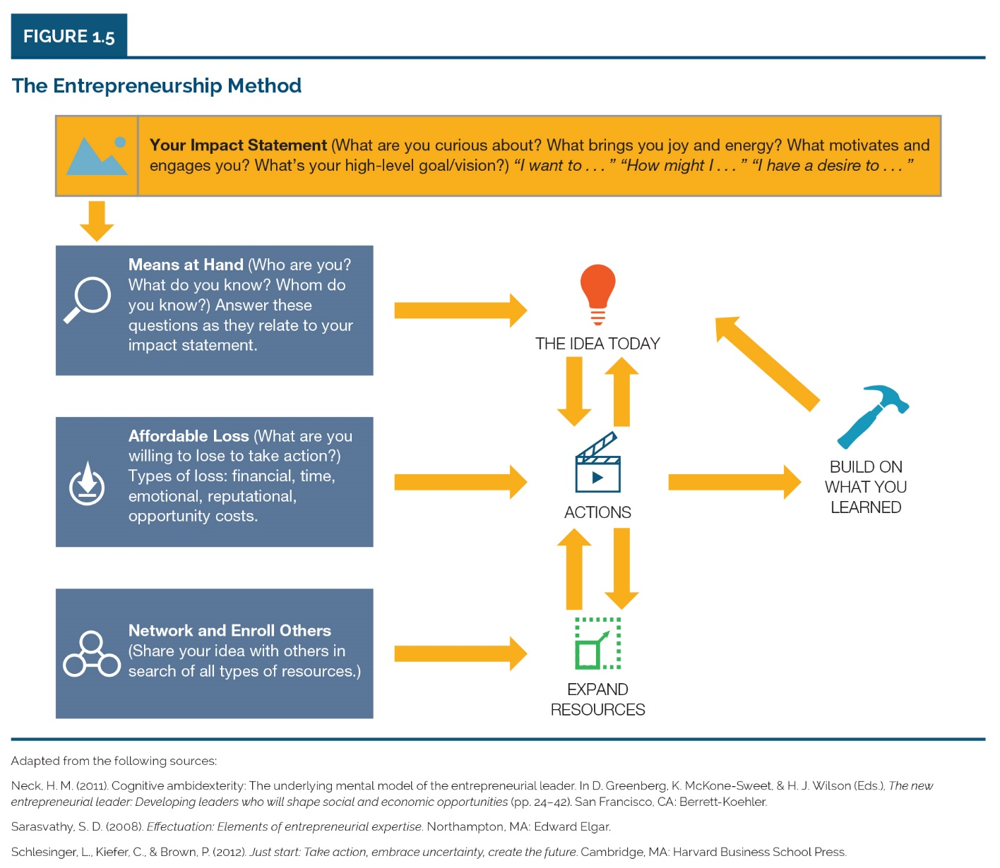 FIGURE 1.5
The Entrepreneurship Method
Your Impact Statement (What are you curious about? What brings you joy and energy? What motivates and
engages you? What’s your high-level goal/vision?) “I want to . . . ” “How might I . . . ” “I have a desire to . . . ”
Means at Hand (Who are you?
What do you know? Whom do
you know?) Answer these
questions as they relate to your
impact statement.
THE IDEA TODAY
Affordable Loss (What are you
willing to lose to take action?)
Types of loss: financial, time,
emotional, reputational,
opportunity costs.
ACTIONS
BUILD ON
WHAT YOU
LEARNED
Network and Enroll Others
(Share your idea with others in
search of all types of resources.)
EXPAND
RESOURCES
Adapted from the following sources:
Neck, H. M. (2011). Cognitive ambidexterity: The underlying mental model of the entrepreneurial leader. In D. Greenberg, K. McKone-Sweet, & H. J. Wilson (Eds.), The new
entrepreneurial leader: Developing leaders who will shape social and economic opportunities (pp. 24–42). San Francisco, CA: Berrett-Koehler.
Sarasvathy, S. D. (2008). Effectuation: Elements of entrepreneurial expertise. Northampton, MA: Edward Elgar.
Schlesinger, L., Kiefer, C., & Brown, P. (2012). Just start: Take action, embrace uncertainty, create the future. Cambridge, MA: Harvard Business School Press.